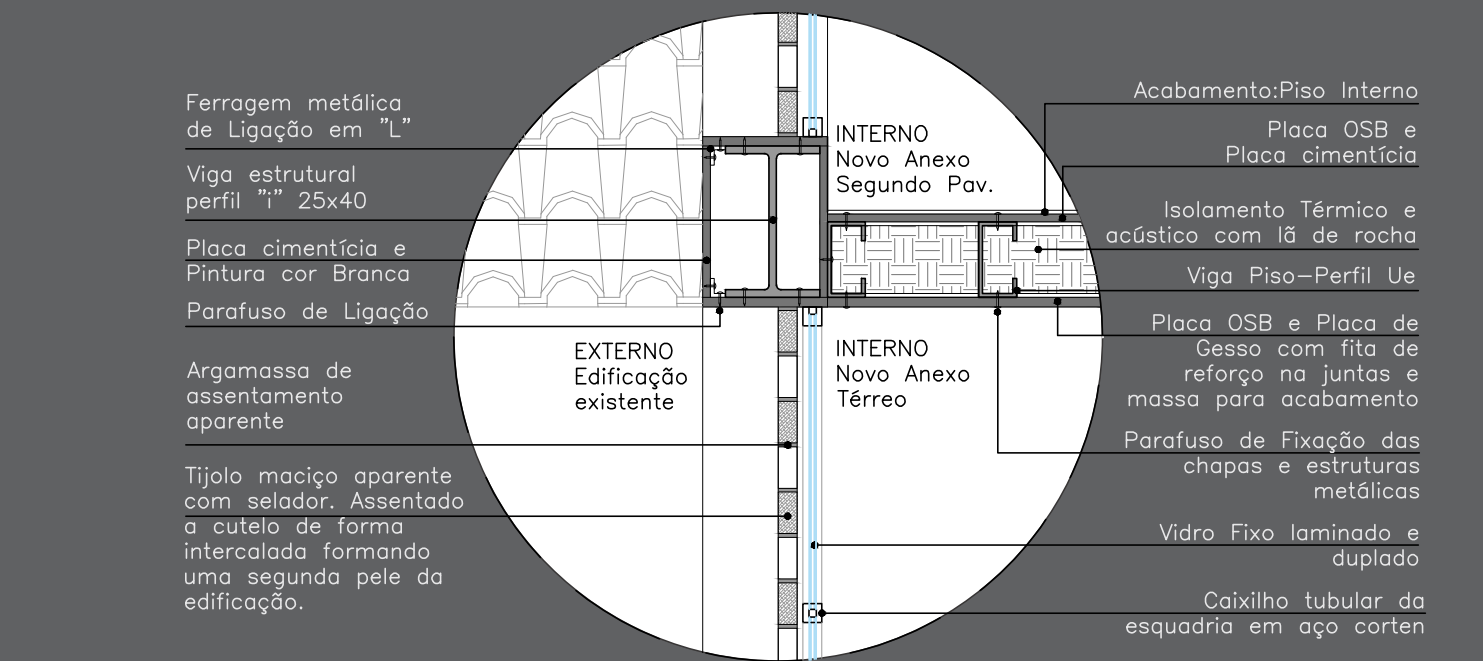 Ferragem metálica
de Ligação em "L"
Viga estrutural
perfil "i" 25x40
Placa cimentícia e
Pintura cor Branca
Parafuso de Ligação
Argamassa de
assentamento
aparente
Tijolo maciço aparente
com selador. Assentado
a cutelo de forma
intercalada formando
uma segunda pele da
edificação.
INTERNO
Novo Anexo
Segundo Pav.
EXTERNO
Edificação
existente
INTERNO
Novo Anexo
Térreo
Acabamento:Piso Interno
Placa OSB e
Placa cimentícia
Isolamento Térmico e
acústico com lã de rocha
Viga Piso-Perfil Ue
Placa OSB e Placa de
Gesso com fita de
reforço na juntas e
massa para acabamento
Parafuso de Fixação das
chapas e estruturas
metálicas
Vidro Fixo laminado e
duplado
Caixilho tubular da
esquadria em aço corten